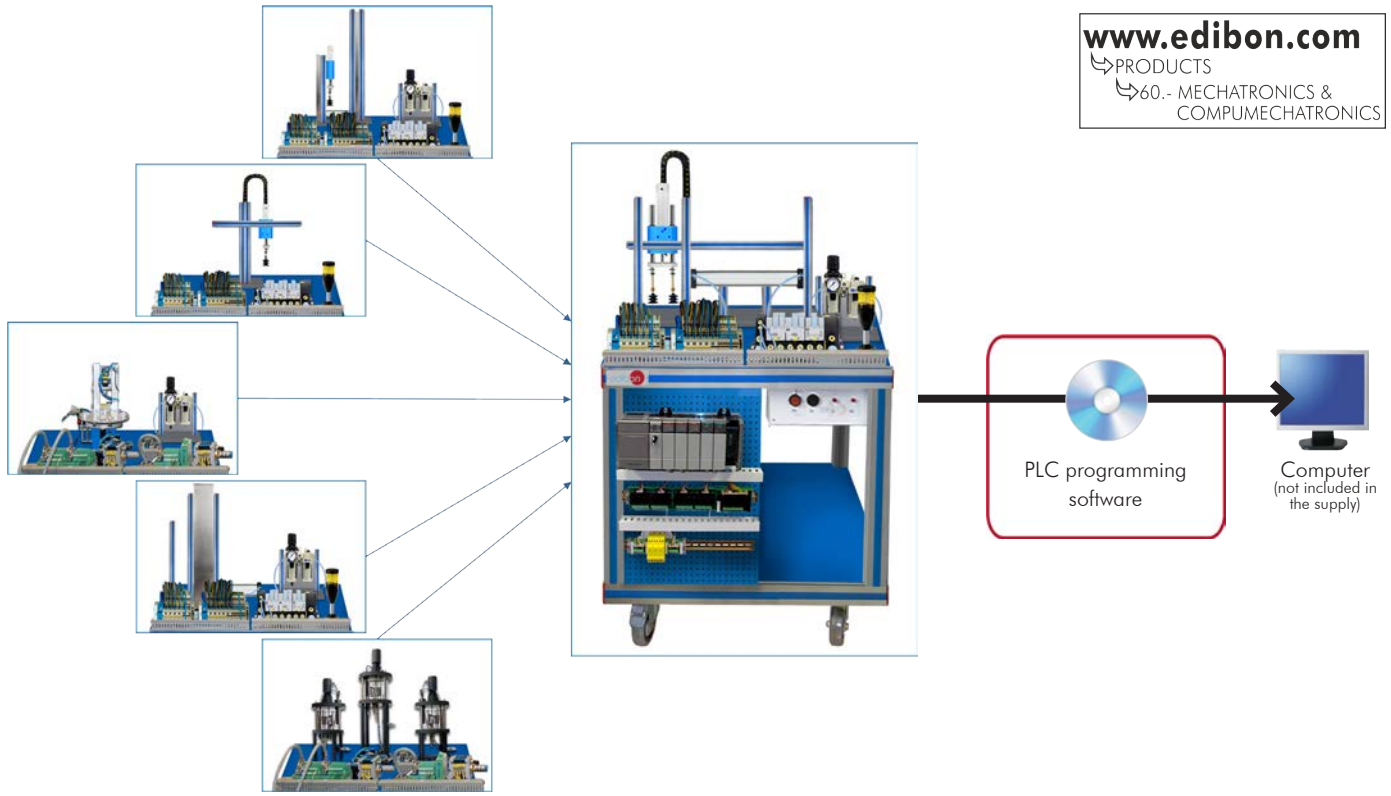 www.edibon.com
PRODUCTS
60.- MECHATRONICS &
COMPUMECHATRONICS
PLC programming
software
Computer
(not included in
the supply)